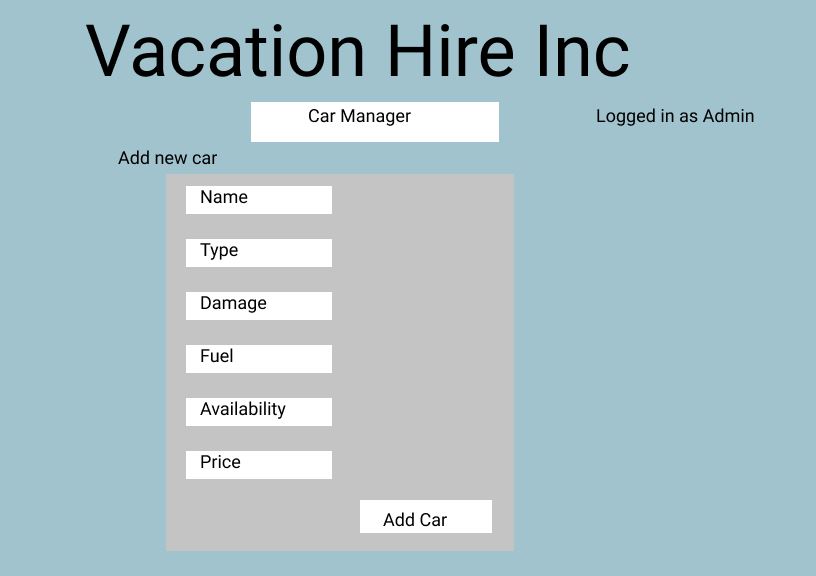 Vacation Hire Inc
Car Manager
Logged in as Admin
Add new car
Name
Type
Damage
Fuel
Availability
Price
Add Car